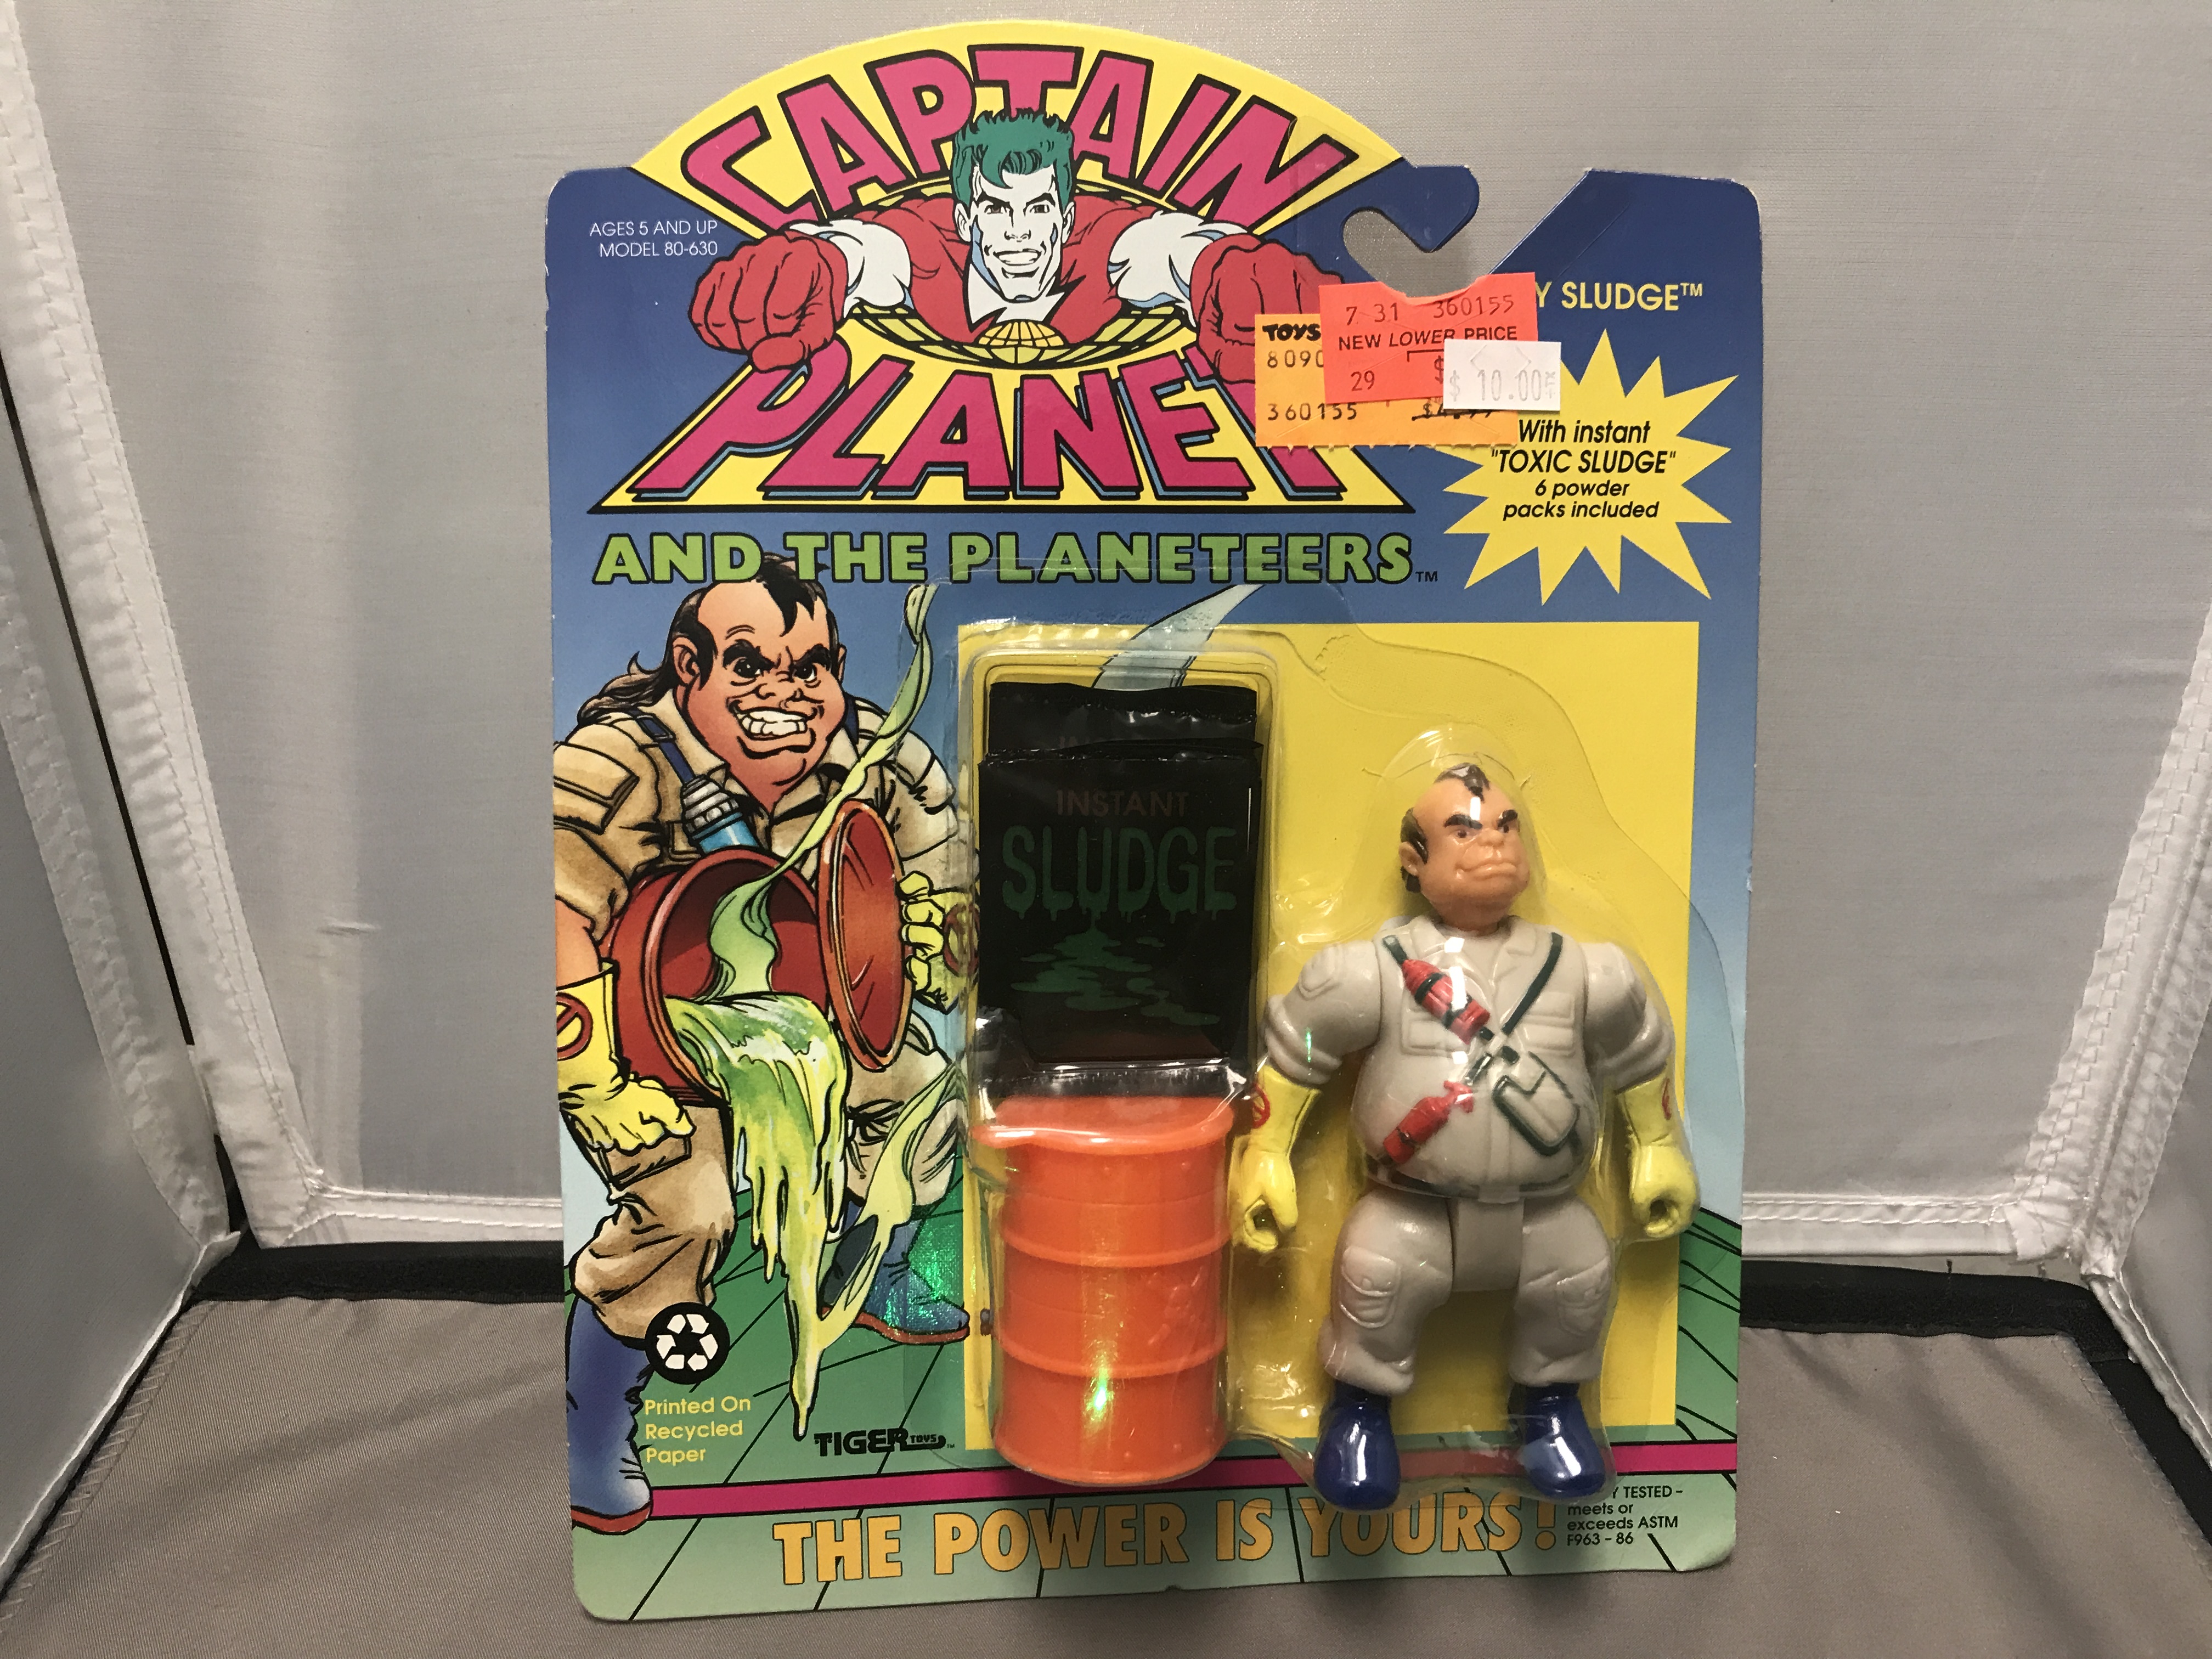 CAPTAIN
PLANET
AND THE PLANETEERS™
AGES 5 AND UP
MODEL 80-630
Y SLUDGE™
7 31 360155
NEW LOWER PRICE
29 $
TOYS
8090
360155
$ 10.00
With instant
"TOXIC SLUDGE"
6 powder
packs included
INSTANT
SLUDGE
Printed On
Recycled
Paper
TIGER TOYS™
THE POWER IS YOURS!
Y TESTED –
meets or
exceeds ASTM
F963 – 86